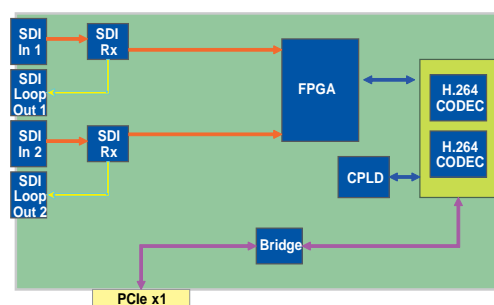 SDI
In 1
SDI
Rx
SDI
Loop
Out 1
SDI
In 2
SDI
Rx
SDI
Loop
Out 2
FPGA
H.264
CODEC
H.264
CODEC
CPLD
Bridge
PCIe x1